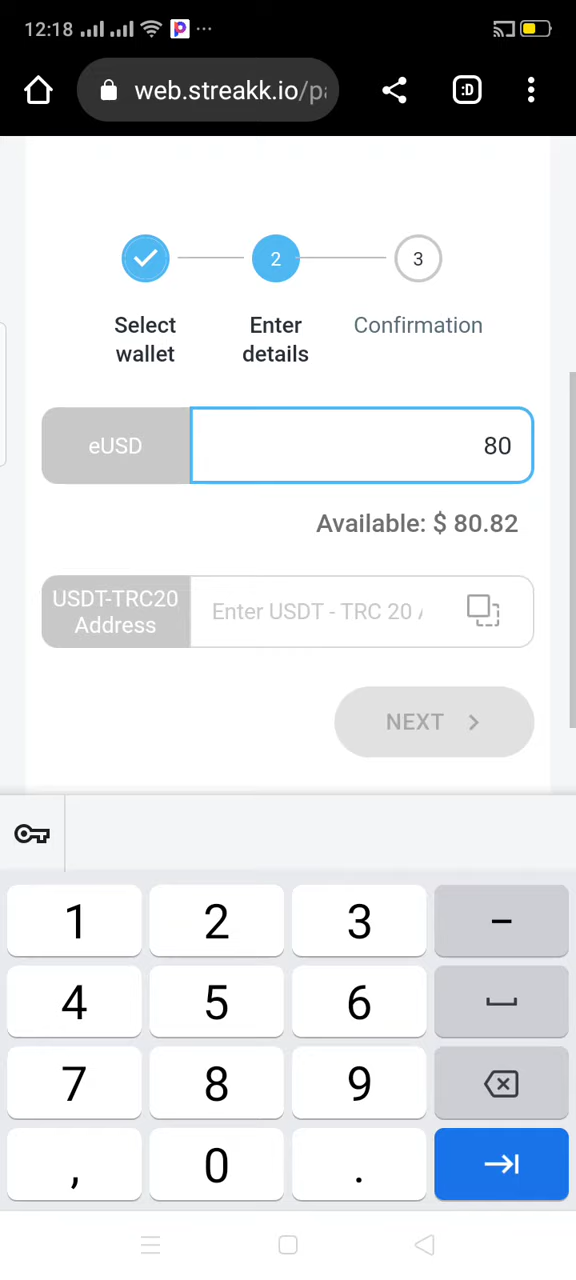 12:18
web.streakk.io/pa
:D
2
3
Select
wallet
Enter
details
Confirmation
eUSD
80
Available: $ 80.82
USDT-TRC20
Address
Enter USDT - TRC 20
NEXT
1 2 3 -
4 5 6
7 8 9
, 0 .